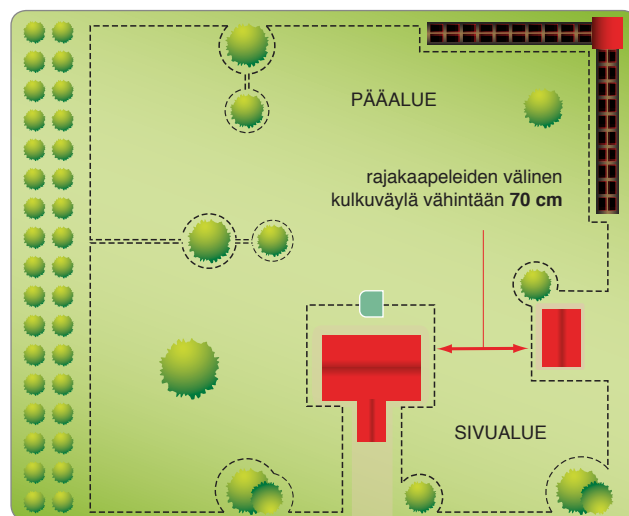 PÄÄALUE
rajakaapeleiden välinen
kulkuväylä vähintään 70 cm
SIVUALUE